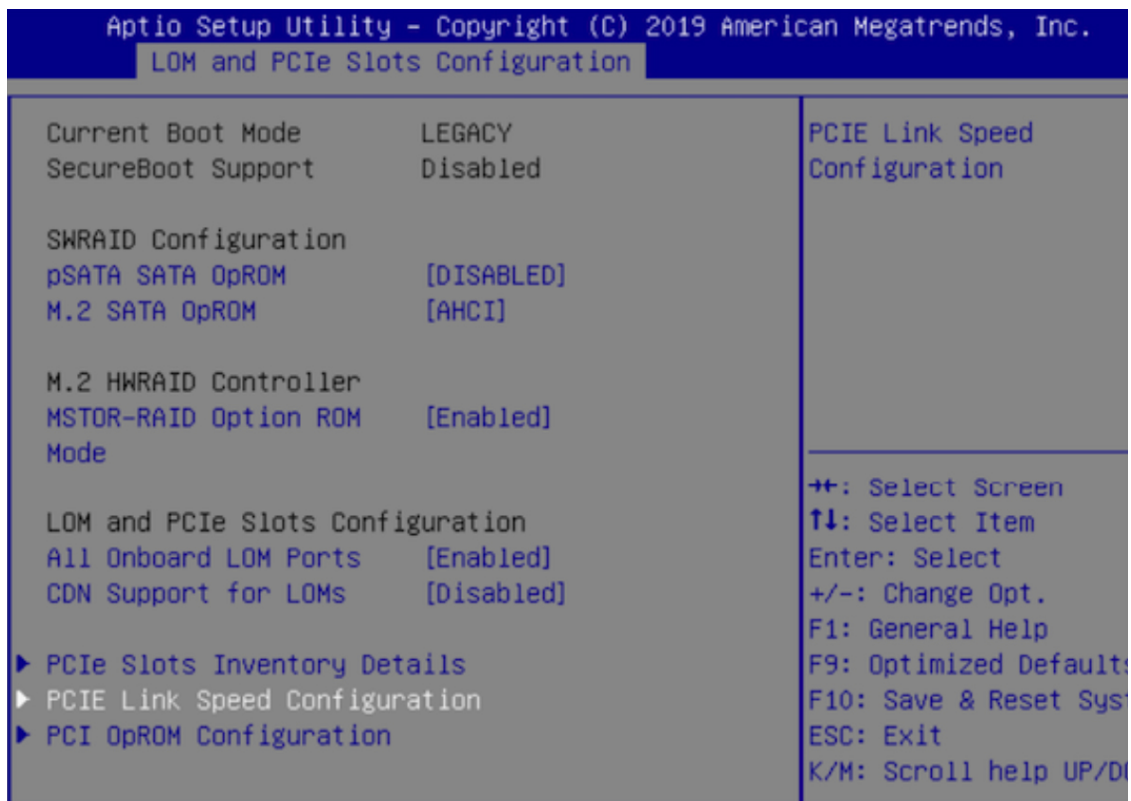 Aptio Setup Utility – Copyright (C) 2019 American Megatrends, Inc.
LOM and PCIe Slots Configuration
Current Boot Mode LEGACY
SecureBoot Support Disabled
SWRAID Configuration
pSATA SATA OpROM [DISABLED]
M.2 SATA OpROM [AHCI]
M.2 HWRAID Controller
MSTOR-RAID Option ROM [Enabled]
Mode
LOM and PCIe Slots Configuration
All Onboard LOM Ports [Enabled]
CDN Support for LOMs [Disabled]
PCIe Slots Inventory Details
PCIE Link Speed Configuration
PCI OpROM Configuration
PCIE Link Speed
Configuration
→←: Select Screen
↑↓: Select Item
Enter: Select
+/-: Change Opt.
F1: General Help
F9: Optimized Defaults
F10: Save & Reset Syst
ESC: Exit
K/M: Scroll help UP/DO